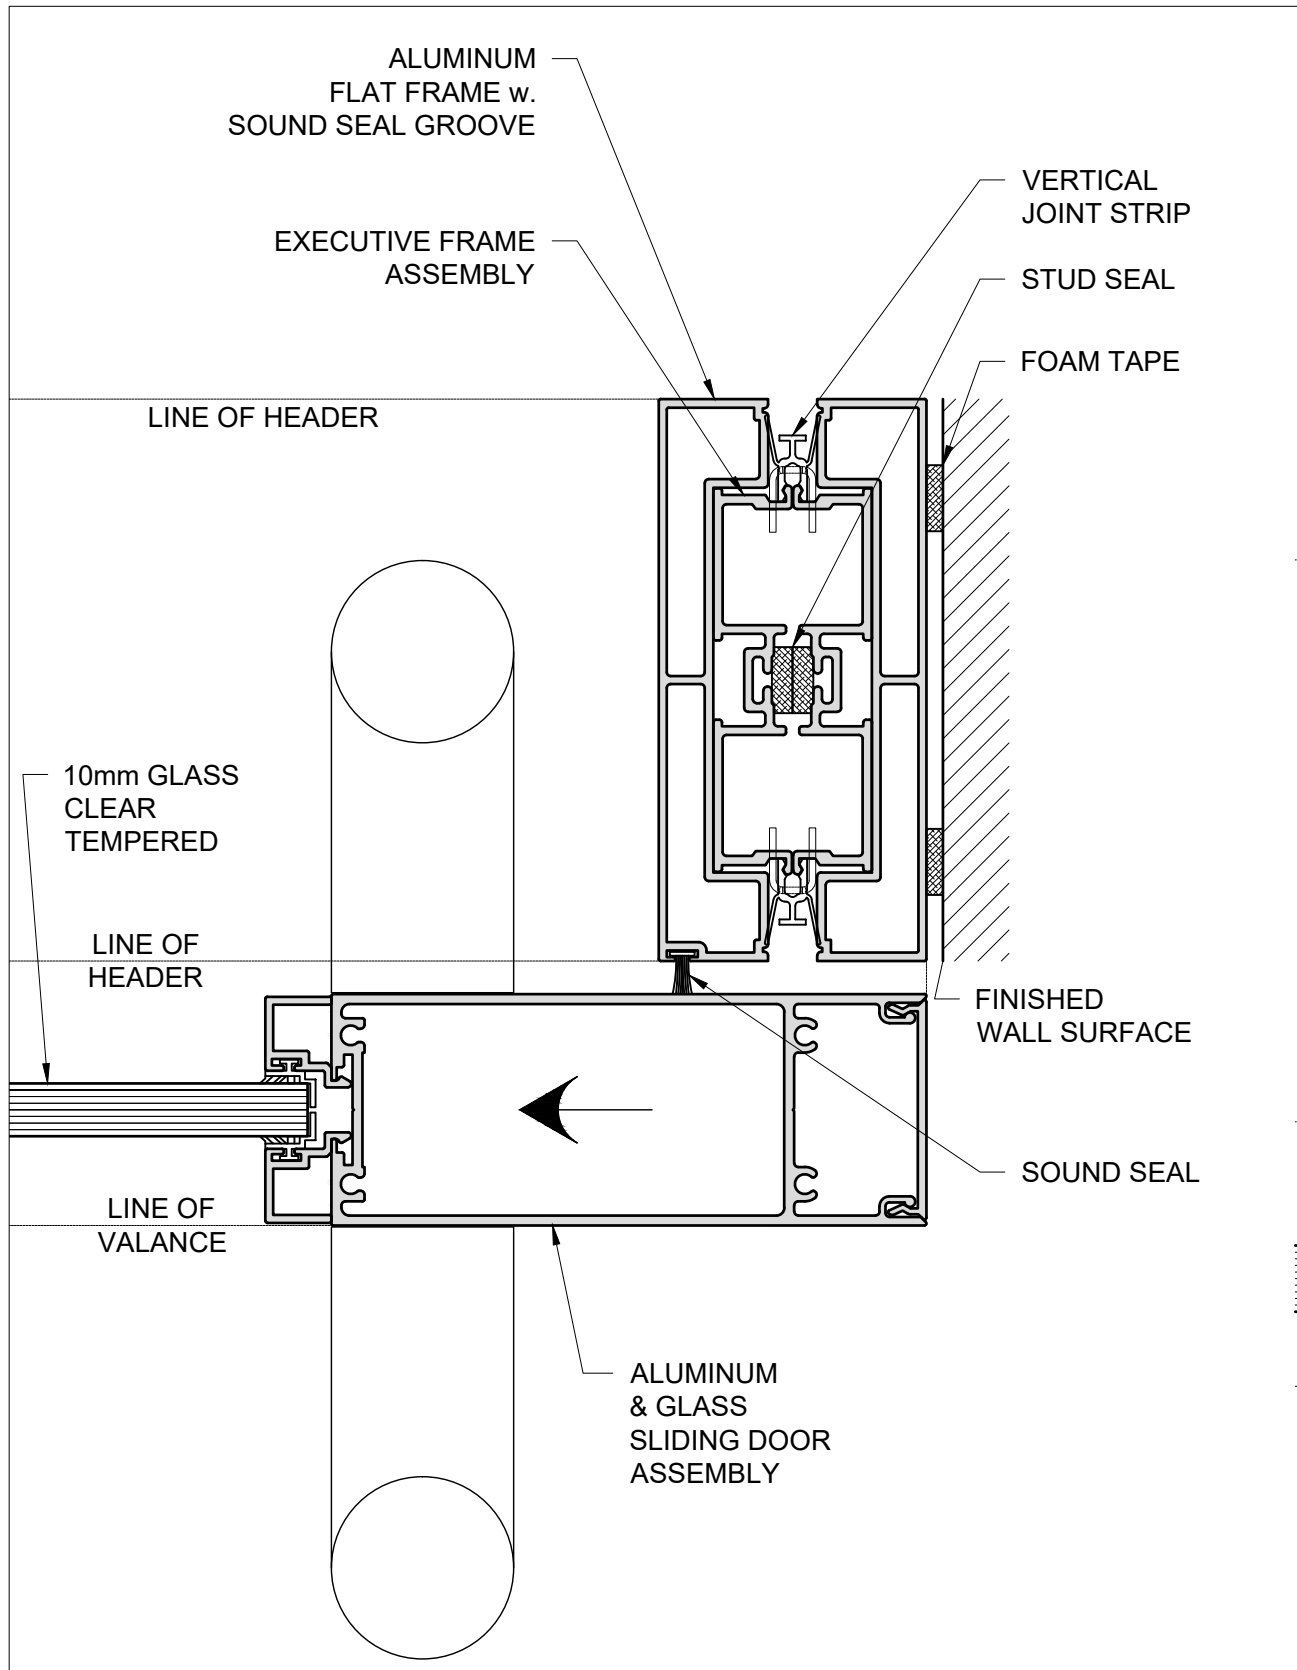 ALUMINUM
FLAT FRAME w.
SOUND SEAL GROOVE
VERTICAL
JOINT STRIP
EXECUTIVE FRAME
ASSEMBLY
STUD SEAL
FOAM TAPE
LINE OF HEADER
10mm GLASS
CLEAR
TEMPERED
LINE OF
HEADER
FINISHED
WALL SURFACE
SOUND SEAL
LINE OF
VALANCE
ALUMINUM
& GLASS
SLIDING DOOR
ASSEMBLY